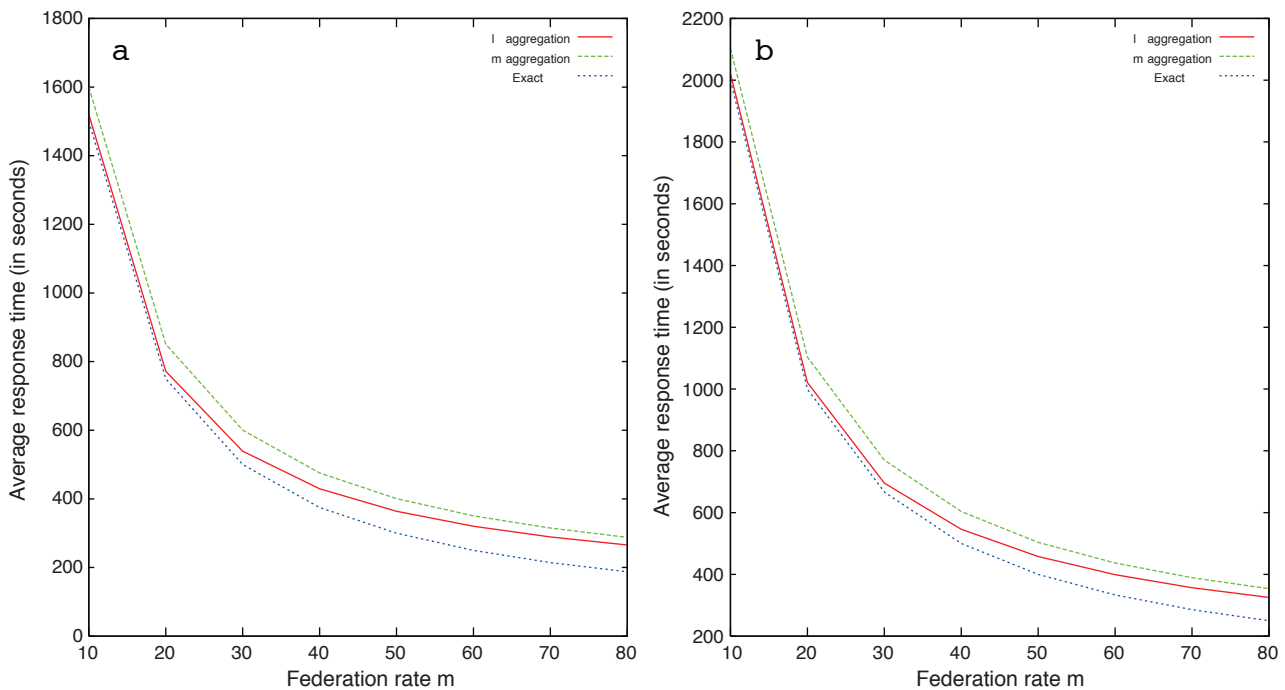 a
l aggregation
m aggregation
Exact
1800
1600
1400
1200
1000
800
600
400
200
0
Average response time (in seconds)
10 20 30 40 50 60 70 80
Federation rate m
b
l aggregation
m aggregation
Exact
2200
2000
1800
1600
1400
1200
1000
800
600
400
200
Average response time (in seconds)
10 20 30 40 50 60 70 80
Federation rate m